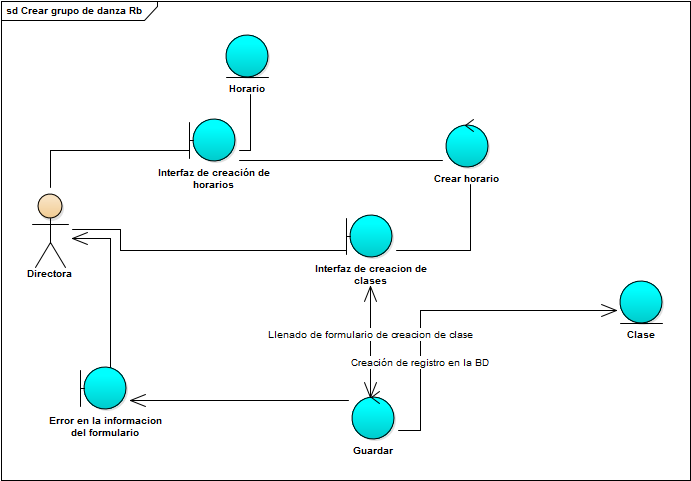 sd Crear grupo de danza Rb
Horario
Interfaz de creación de
horarios
Crear horario
Directora
Interfaz de creacion de
clases
Clase
Llenado de formulario de creacion de clase
Creación de registro en la BD
Error en la informacion
del formulario
Guardar